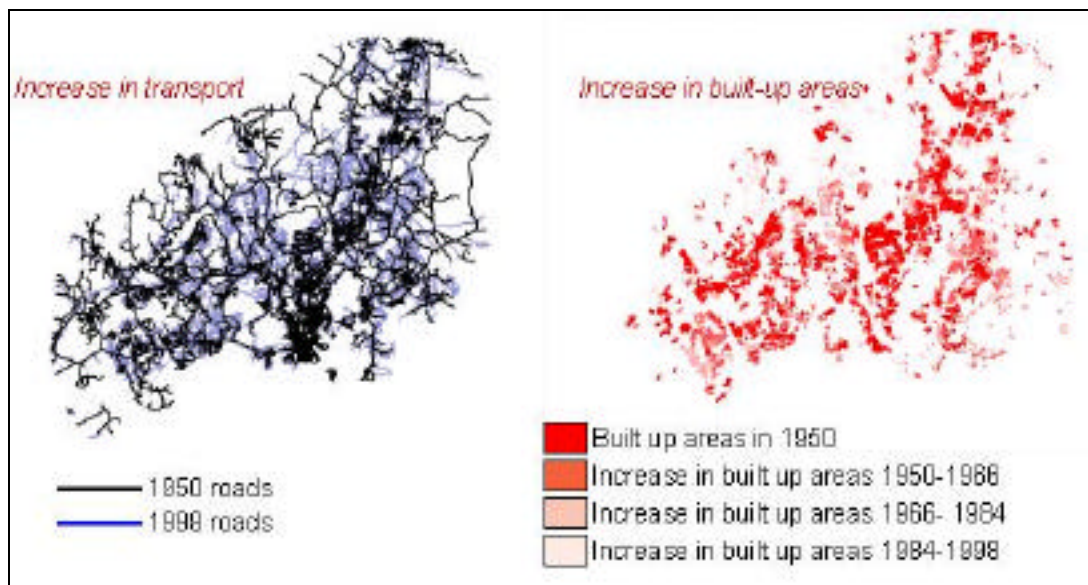 Increase in transport
Increase in built-up areas
1950 roads
1998 roads
Built up areas in 1950
Increase in built up areas 1950-1966
Increase in built up areas 1966- 1984
Increase in built up areas 1984-1998